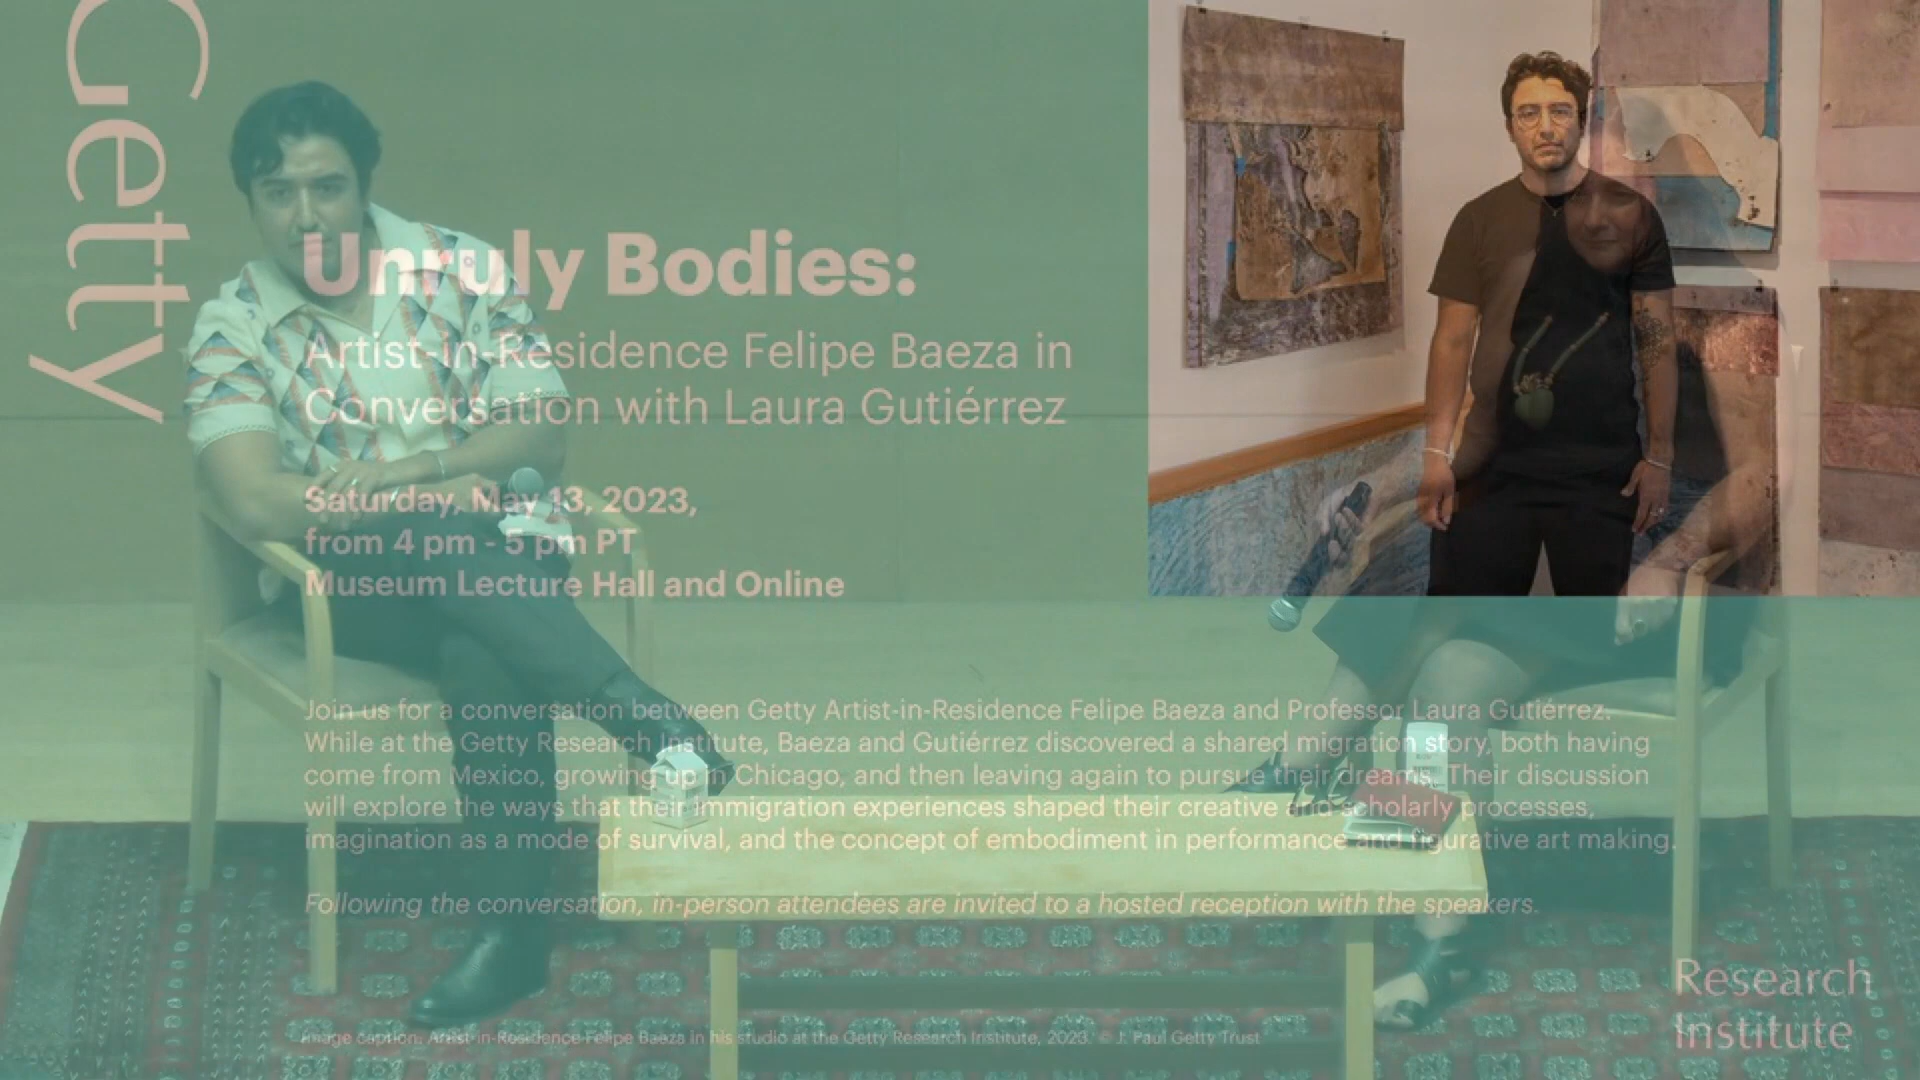 Getty
Unruly Bodies:
Artist-in-Residence Felipe Baeza in
Conversation with Laura Gutiérrez
Saturday, May 13, 2023,
from 4 pm - 5 pm PT
Museum Lecture Hall and Online
Join us for a conversation between Getty Artist-in-Residence Felipe Baeza and Professor Laura Gutiérrez.
While at the Getty Research Institute, Baeza and Gutiérrez discovered a shared migration story, both having
come from Mexico, growing up in Chicago, and then leaving again to pursue their dreams. Their discussion
will explore the ways that their immigration experiences shaped their creative and scholarly processes,
imagination as a mode of survival, and the concept of embodiment in performance and figurative art making.
Following the conversation, in-person attendees are invited to a hosted reception with the speakers.
Image caption: Artist-in-Residence Felipe Baeza in his studio at the Getty Research Institute, 2023. © J. Paul Getty Trust
Research
Institute